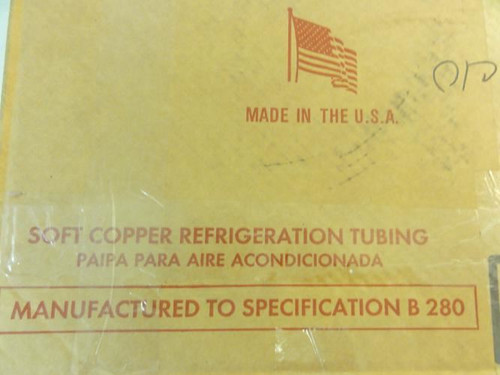 MADE IN THE U.S.A.
SOFT COPPER REFRIGERATION TUBING
PAIPA PARA AIRE ACONDICIONADA
MANUFACTURED TO SPECIFICATION B 280